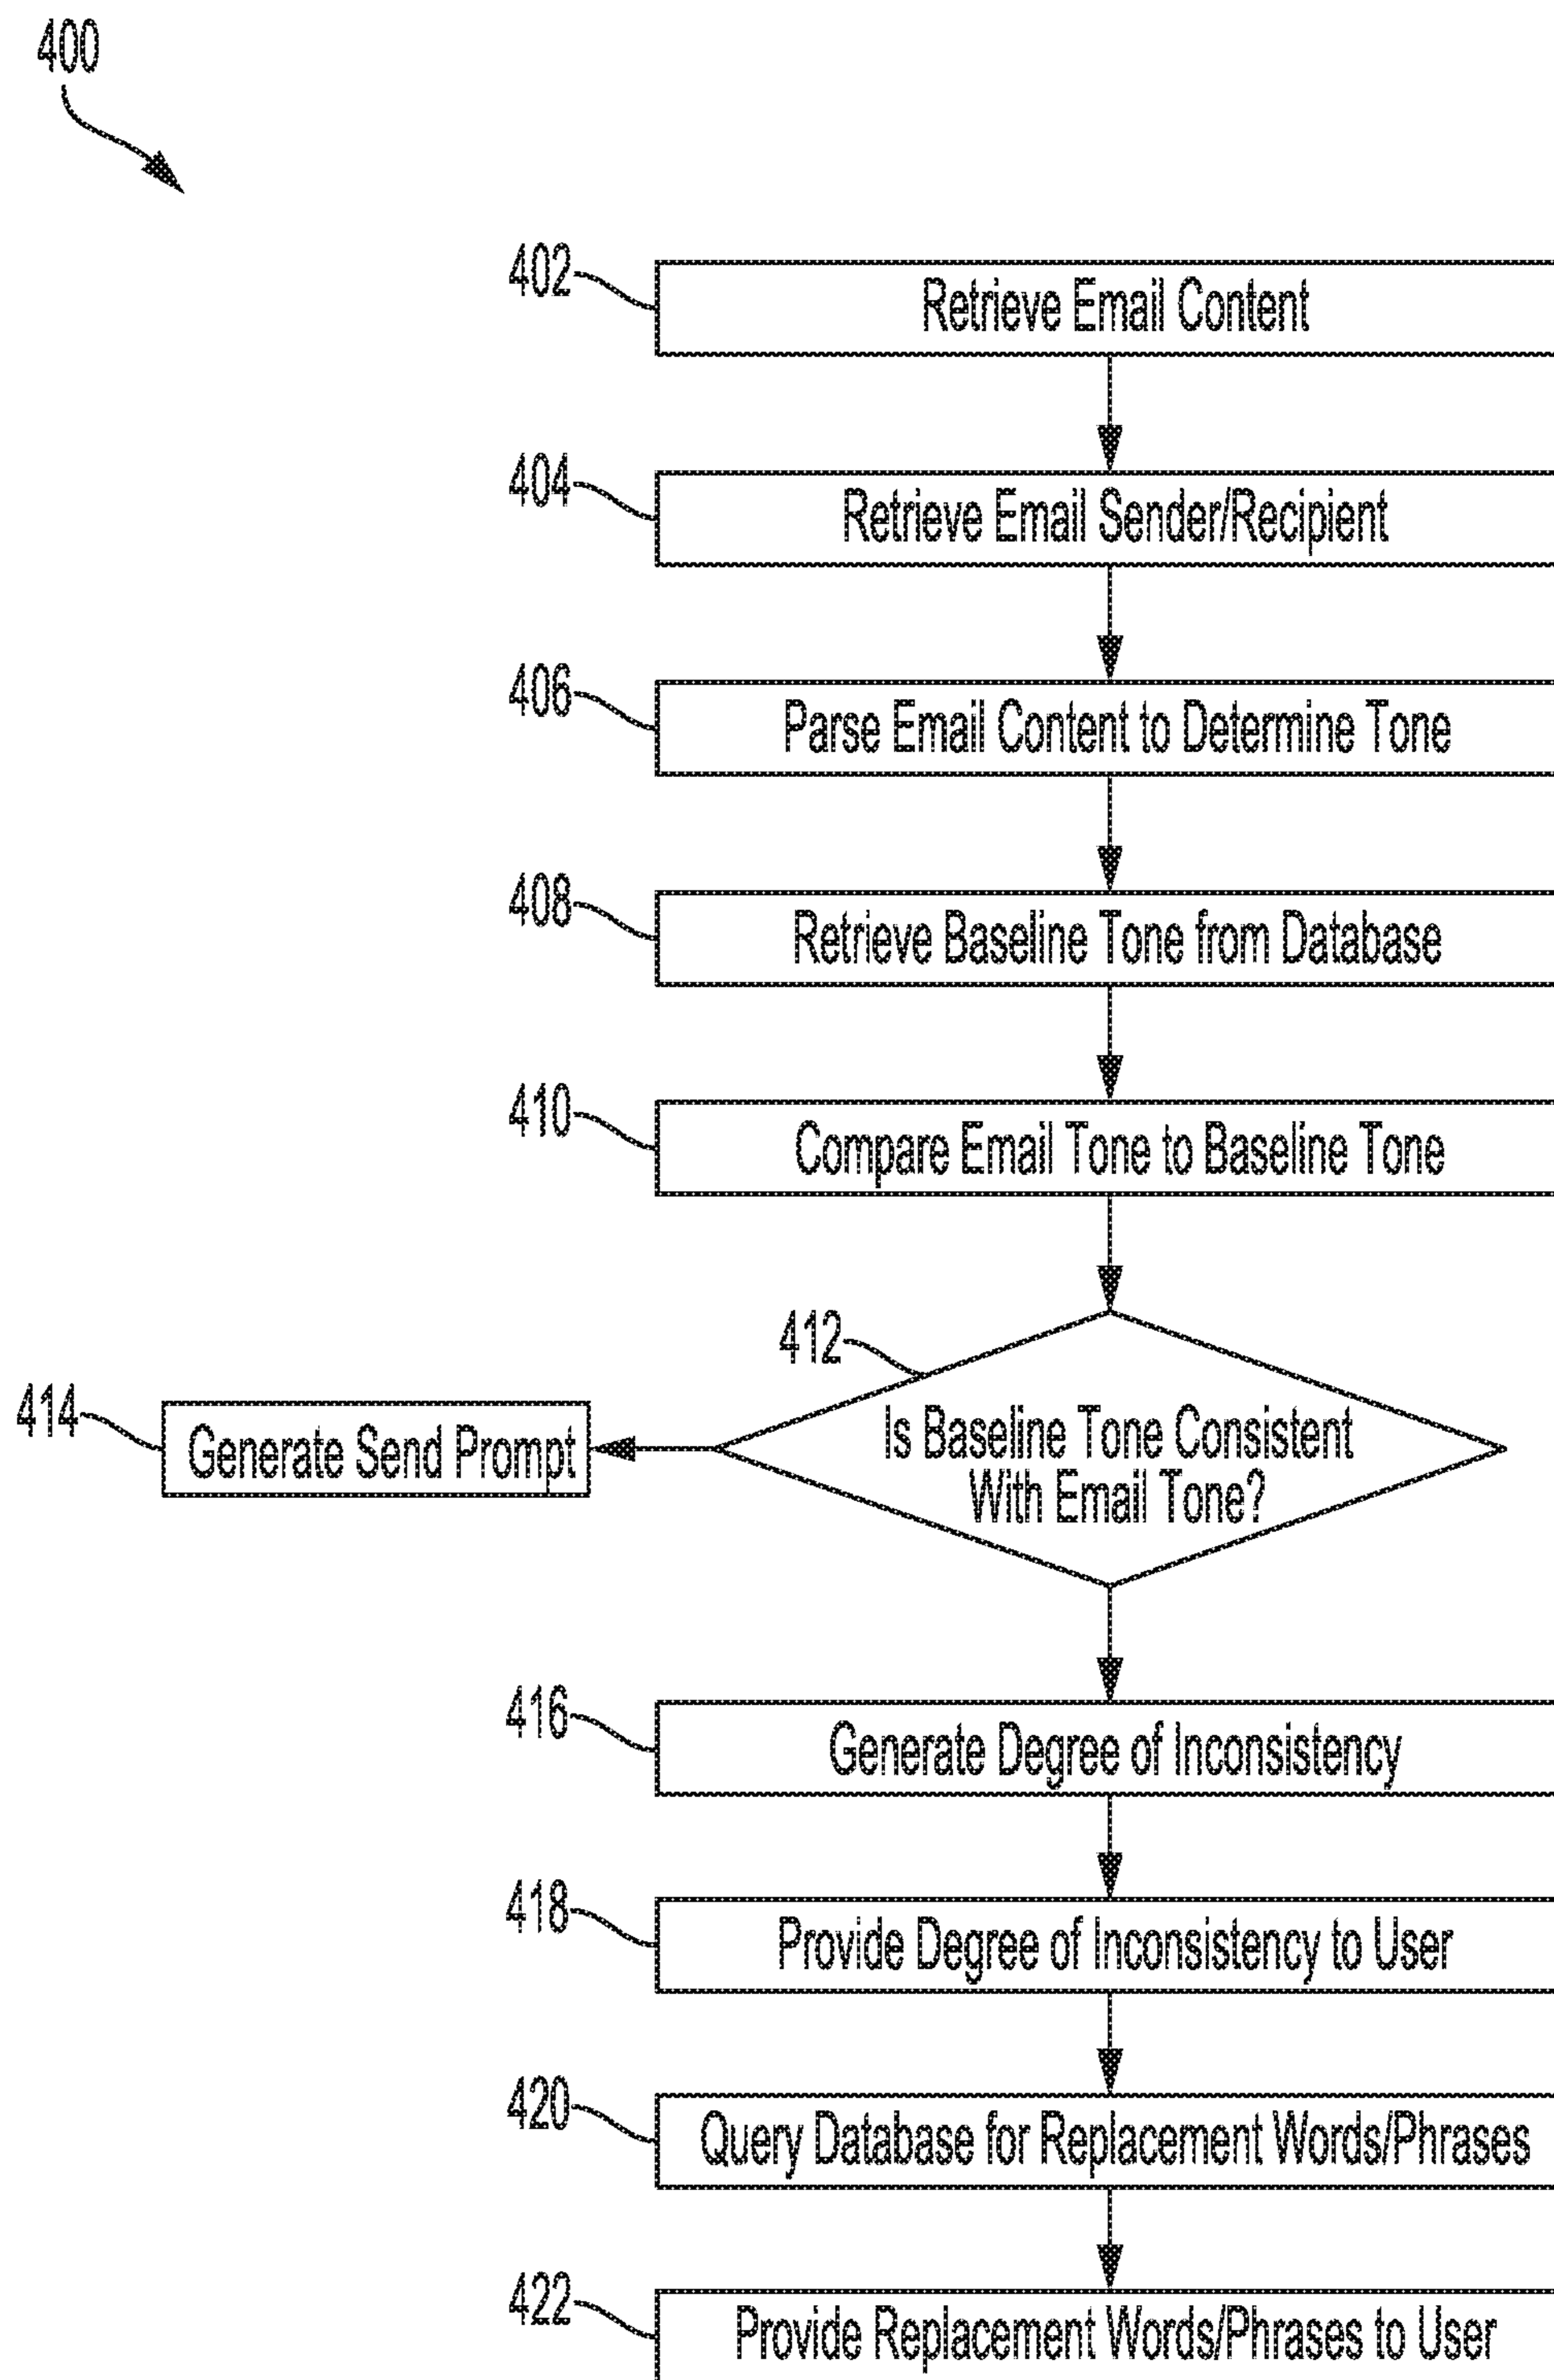 400
402
Retrieve Email Content
404
Retrieve Email Sender/Recipient
406
Parse Email Content to Determine Tone
408
Retrieve Baseline Tone from Database
410
Compare Email Tone to Baseline Tone
412
Is Baseline Tone Consistent
With Email Tone?
414
Generate Send Prompt
416
Generate Degree of Inconsistency
418
Provide Degree of Inconsistency to User
420
Query Database for Replacement Words/Phrases
422
Provide Replacement Words/Phrases to User